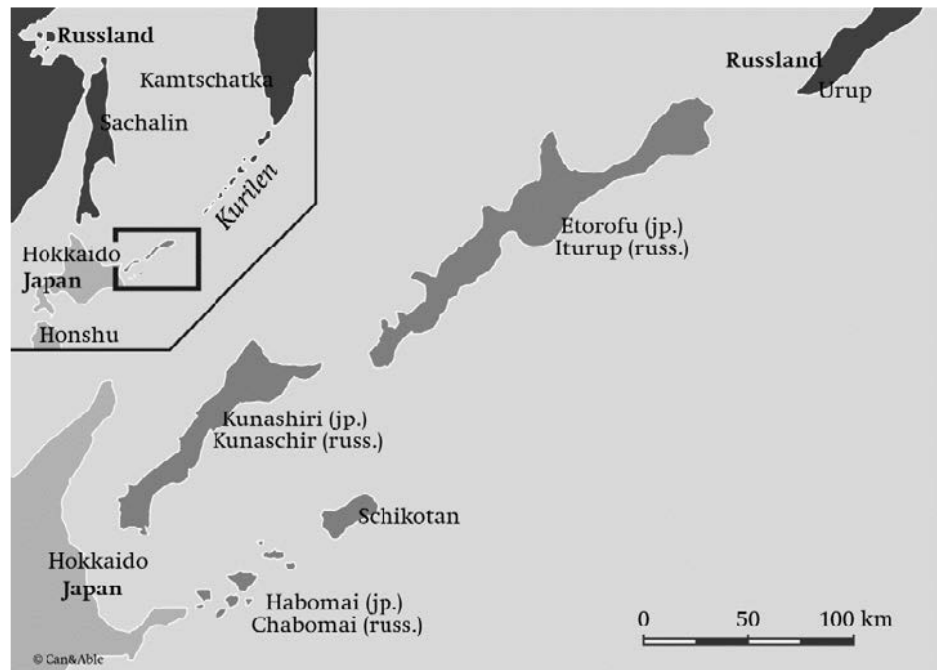 Russland
Kamtschatka
Sachalin
Kurilen
Hokkaido
Japan
Honshu
Russland
Urup
Etorofu (jp.)
Iturup (russ.)
Kunashiri (jp.)
Kunaschir (russ.)
Schikotan
Hokkaido
Japan
Habomai (jp.)
Chabomai (russ.)
0 50 100 km
© Can&Able